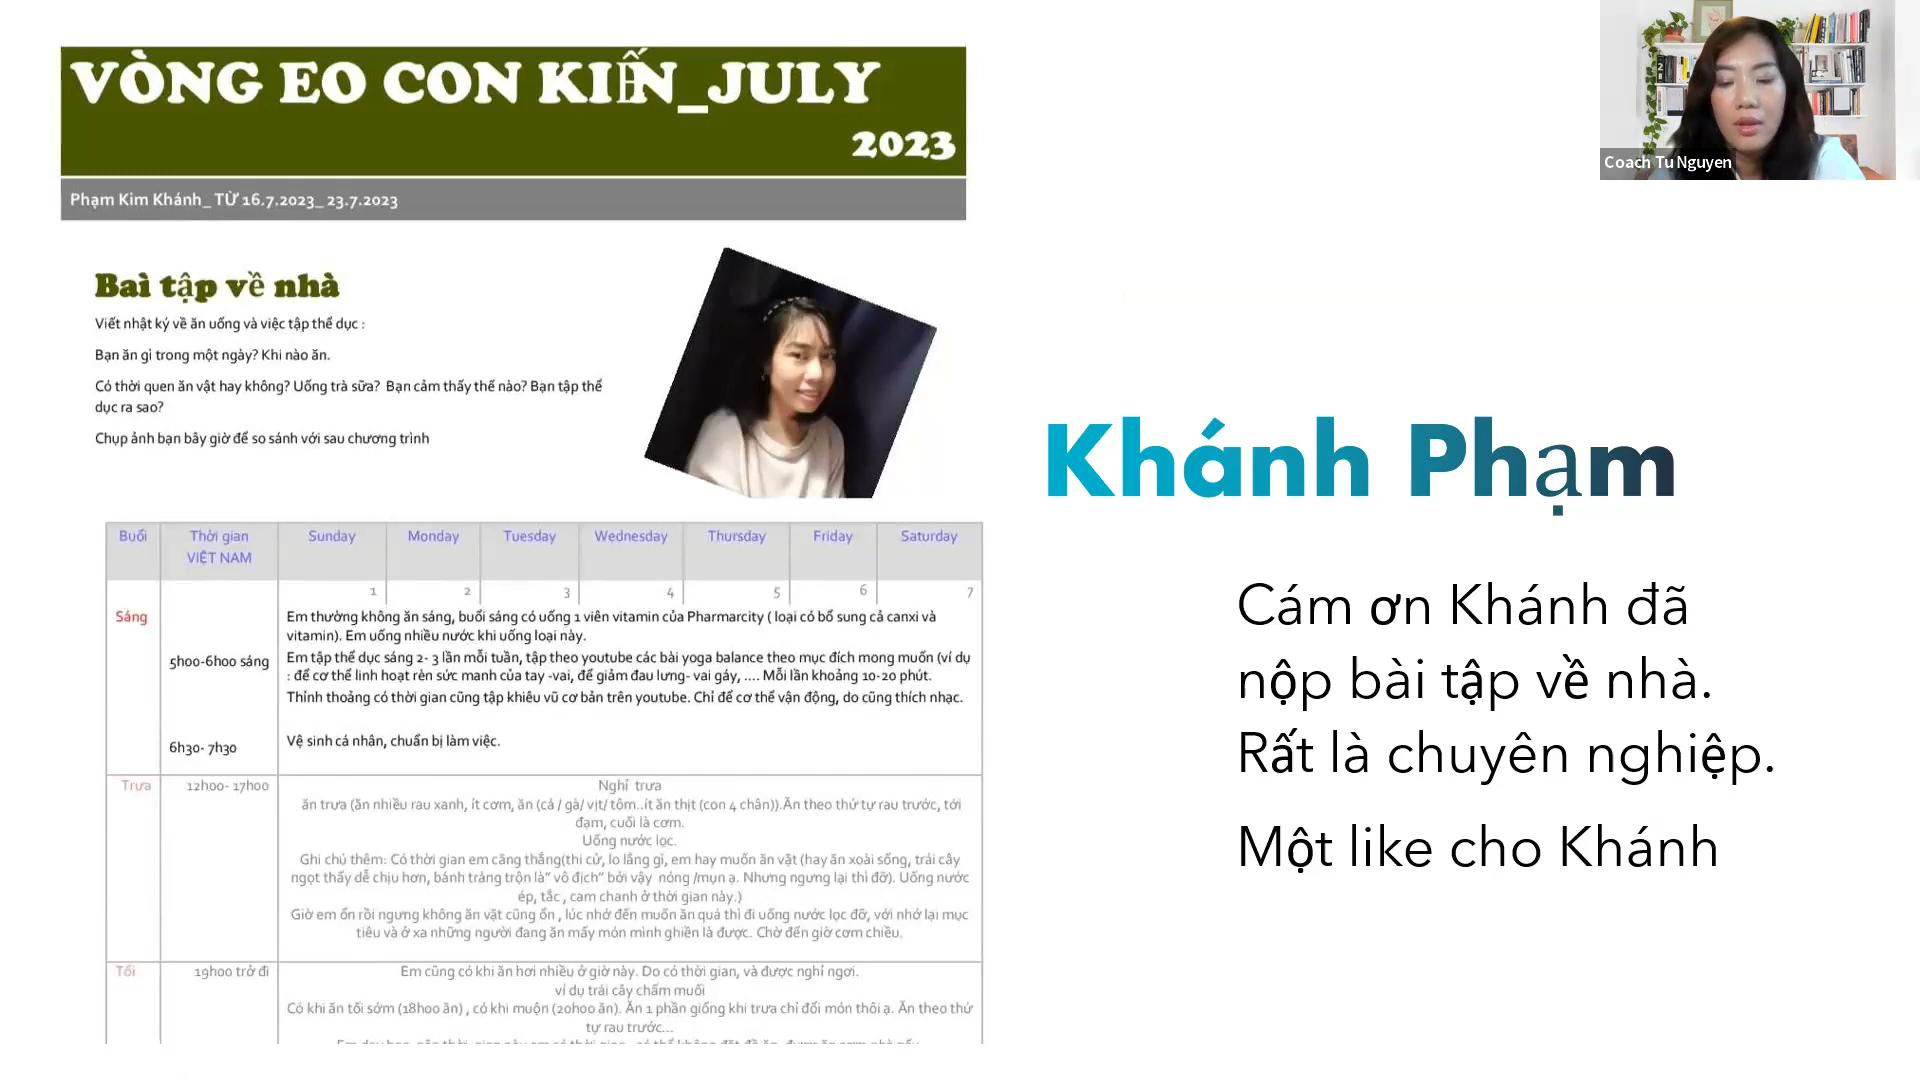 VÒNG EO CON KIẾN_JULY
2023
Phạm Kim Khánh_ TỪ 16.7.2023_ 23.7.2023
Baì tập về nhà
Viết nhật ký về ăn uống và việc tập thể dục :
Bạn ăn gì trong một ngày? Khi nào ăn.
Có thời quen ăn vật hay không? Uống trà sữa? Bạn cảm thấy thế nào? Bạn tập thể
dục ra sao?
Chụp ảnh bạn bây giờ để so sánh với sau chương trình
Buổi
Thời gian
VIỆT NAM
Sunday
Monday
Tuesday
Wednesday
Thursday
Friday
Saturday
1
2
3
4
5
6
7
Sáng
5h00-6h00 sáng
Em thường không ăn sáng, buổi sáng có uống 1 viên vitamin của Pharmarcity ( loại có bổ sung cả canxi và
vitamin). Em uống nhiều nước khi uống loại này.
Em tập thể dục sáng 2- 3 lần mỗi tuần, tập theo youtube các bài yoga balance theo mục đích mong muốn (ví dụ
: để cơ thể linh hoạt rèn sức manh của tay -vai, để giảm đau lưng- vai gáy, .... Mỗi lần khoảng 10-20 phút.
Thỉnh thoảng có thời gian cũng tập khiêu vũ cơ bản trên youtube. Chỉ để cơ thể vận động, do cũng thích nhạc.
6h30- 7h30
Vệ sinh cá nhân, chuẩn bị làm việc.
Trưa
12h00- 17h00
Nghỉ trưa
ăn trưa (ăn nhiều rau xanh, ít cơm, ăn (cá / gà/ vịt/ tôm..ít ăn thịt (con 4 chân)).Ăn theo thứ tự rau trước, tới
đạm, cuối là cơm.
Uống nước lọc.
Ghi chú thêm: Có thời gian em căng thẳng(thi cử, lo lắng gì, em hay muốn ăn vặt (hay ăn xoài sống, trái cây
ngọt thấy dễ chịu hơn, bánh tráng trộn là" vô địch" bởi vậy nóng /mụn ạ. Nhưng ngưng lại thì đỡ). Uống nước
ép, tắc , cam chanh ở thời gian này.)
Giờ em ổn rồi ngưng không ăn vặt cũng ổn , lúc nhớ đến muốn ăn quá thì đi uống nước lọc đỡ, với nhớ lại mục
tiêu và ở xa những người đang ăn mấy món mình ghiền là được. Chờ đến giờ cơm chiều.
Tối
19h00 trở đi
Em cũng có khi ăn hơi nhiều ở giờ này. Do có thời gian, và được nghỉ ngơi.
ví dụ trái cây chấm muối
Có khi ăn tối sớm (18h00 ăn) , có khi muộn (20h00 ăn). Ăn 1 phần giống khi trưa chỉ đổi món thôi ạ. Ăn theo thứ
tự rau trước...
Coach Tu Nguyen
Khánh Phạm
Cám ơn Khánh đã
nộp bài tập về nhà.
Rất là chuyên nghiệp.
Một like cho Khánh